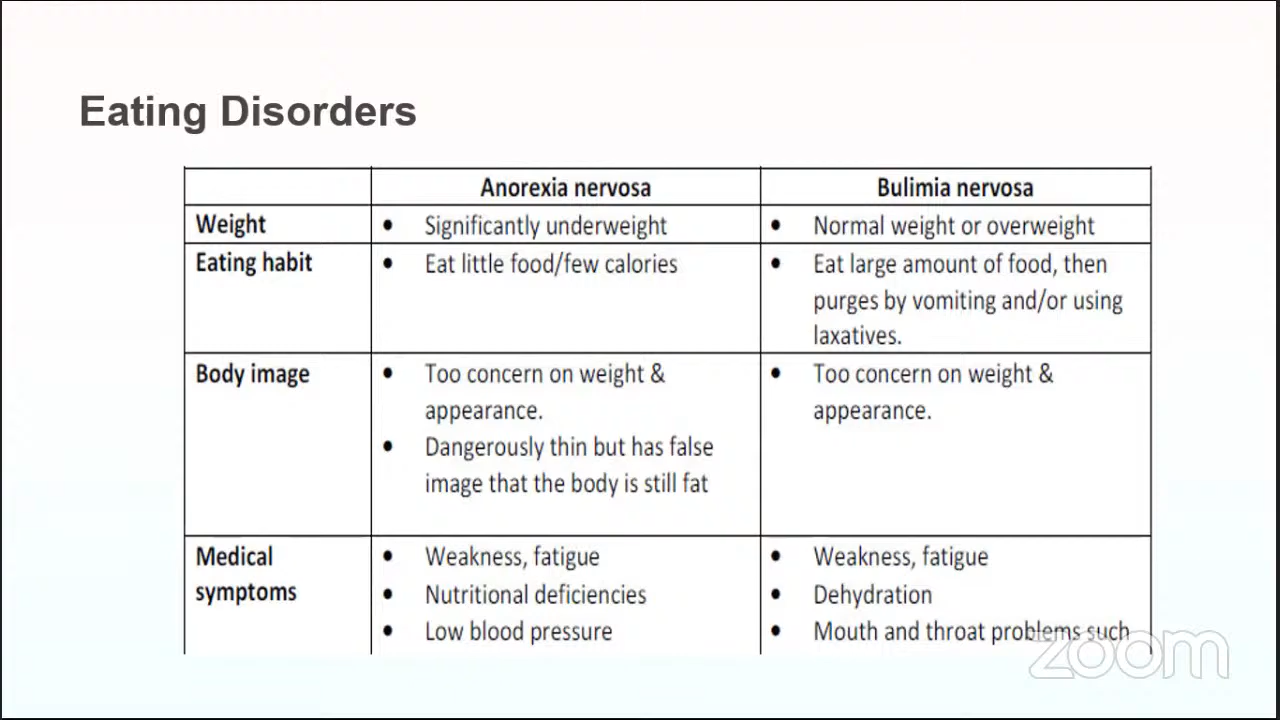 Eating Disorders
Anorexia nervosa Bulimia nervosa
Weight • Significantly underweight • Normal weight or overweight
Eating habit • Eat little food/few calories • Eat large amount of food, then
purges by vomiting and/or using
laxatives.
Body image • Too concern on weight & • Too concern on weight &
appearance. appearance.
• Dangerously thin but has false
image that the body is still fat
Medical • Weakness, fatigue • Weakness, fatigue
symptoms • Nutritional deficiencies • Dehydration
• Low blood pressure • Mouth and throat problems such
zoom